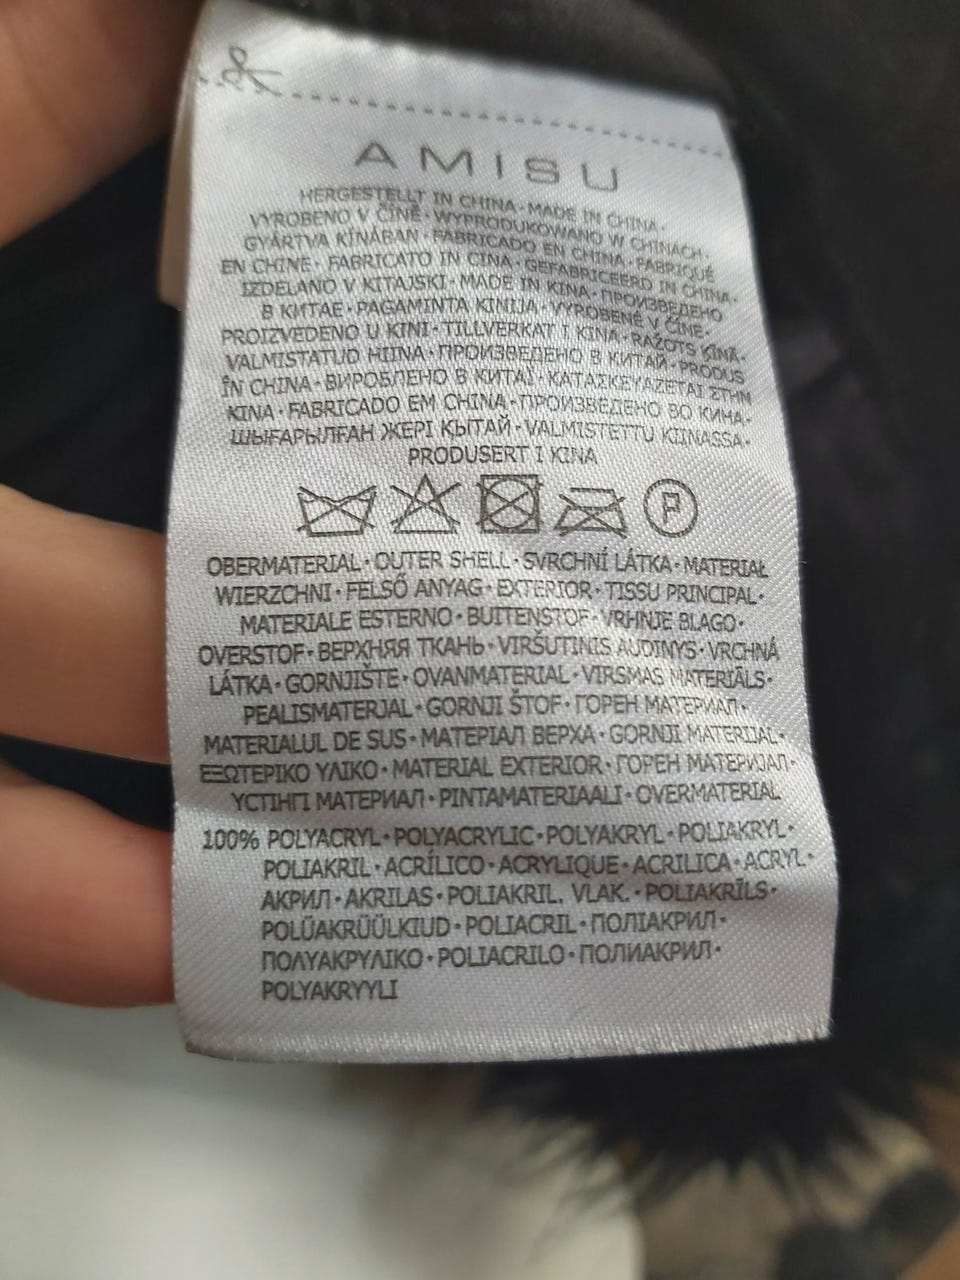 AMISU
HERGESTELLT IN CHINA · MADE IN CHINA ·
VYROBENO V ČÍNĚ · WYPRODUKOWANO W CHINACH ·
GYÁRTVA KÍNÁBAN · FABRICADO EN CHINA · FABRIQUÉ
EN CHINE · FABRICATO IN CINA · GEFABRICEERD IN CHINA ·
IZDELANO V KITAJSKI · MADE IN KINA · ПРОИЗВЕДЕНО
В КИТАЕ · PAGAMINTA KINIJA · VYROBENÉ V ČÍNE ·
PROIZVEDENO U KINI · TILLVERKAT I KINA · RAŽOTS ĶĪNĀ ·
VALMISTATUD HIINA · ПРОИЗВЕДЕНО В КИТАЙ · PRODUS
ÎN CHINA · ВИРОБЛЕНО В КИТАЇ · ΚΑΤΑΣΚΕΥΑΖΕΤΑΙ ΣΤΗΝ
ΚΙΝΑ · FABRICADO EM CHINA · ПРОИЗВЕДЕНО ВО КИНА ·
ШЫҒАРЫЛҒАН ЖЕРІ ҚЫТАЙ · VALMISTETTU KIINASSA ·
PRODUSERT I KINA
P
OBERMATERIAL · OUTER SHELL · SVRCHNÍ LÁTKA · MATERIAŁ
WIERZCHNI · FELSŐ ANYAG · EXTERIOR · TISSU PRINCIPAL ·
MATERIALE ESTERNO · BUITENSTOF · VRHNJE BLAGO ·
OVERSTOF · ВЕРХНЯЯ ТКАНЬ · VIRŠUTINIS AUDINYS · VRCHNÁ
LÁTKA · GORNJIŠTE · OVANMATERIAL · VIRSMAS MATERIĀLS ·
PEALISMATERJAL · GORNJI ŠTOF · ГОРЕН МАТЕРИАЛ ·
MATERIALUL DE SUS · МАТЕРІАЛ ВЕРХА · GORNJI MATERIJAL ·
ΕΞΩΤΕΡΙΚΟ ΥΛΙΚΟ · MATERIAL EXTERIOR · ГОРЕН МАТЕРИЈАЛ ·
ҮСТІҢГІ МАТЕРИАЛ · PINTAMATERIAALI · OVERMATERIAL
100% POLYACRYL · POLYACRYLIC · POLYAKRYL · POLIAKRYL ·
POLIAKRIL · ACRÍLICO · ACRYLIQUE · ACRILICA · ACRYL ·
АКРИЛ · AKRILAS · POLIAKRIL. VLAK. · POLIAKRĪLS ·
POLÜAKRÜÜLKIUD · POLIACRIL · ПОЛІАКРИЛ ·
ΠΟΛΥΑΚΡΥΛΙΚΟ · POLIACRILO · ПОЛИАКРИЛ ·
POLYAKRYYLI